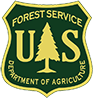 FOREST SERVICE
U S
DEPARTMENT OF AGRICULTURE